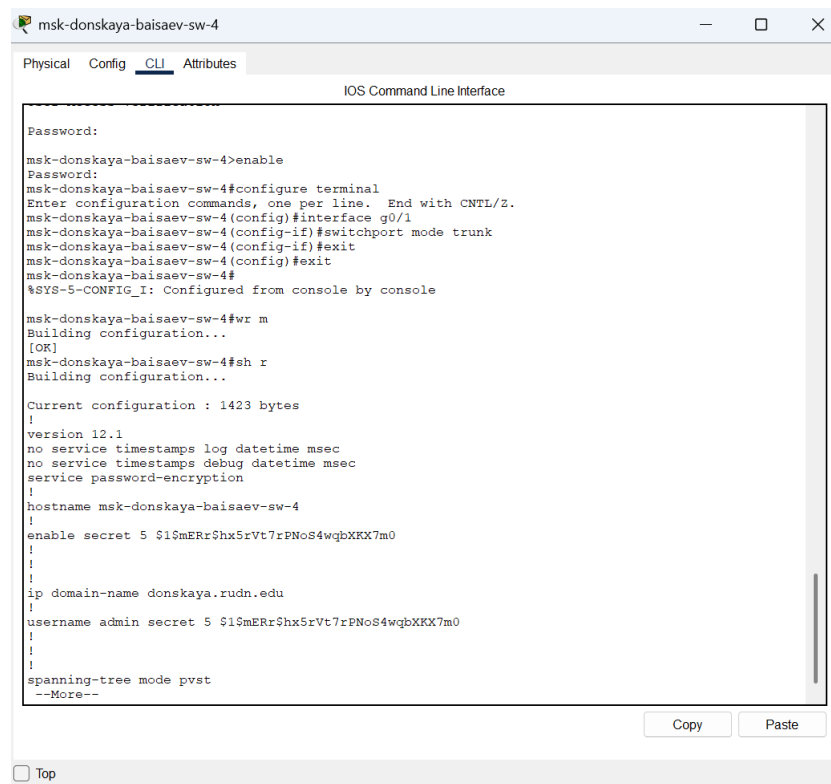 msk-donskaya-baisaev-sw-4
Physical Config CLI Attributes
IOS Command Line Interface
Password:
msk-donskaya-baisaev-sw-4>enable
Password:
msk-donskaya-baisaev-sw-4#configure terminal
Enter configuration commands, one per line.  End with CNTL/Z.
msk-donskaya-baisaev-sw-4(config)#interface g0/1
msk-donskaya-baisaev-sw-4(config-if)#switchport mode trunk
msk-donskaya-baisaev-sw-4(config-if)#exit
msk-donskaya-baisaev-sw-4(config)#exit
msk-donskaya-baisaev-sw-4#
%SYS-5-CONFIG_I: Configured from console by console
msk-donskaya-baisaev-sw-4#wr m
Building configuration...
[OK]
msk-donskaya-baisaev-sw-4#sh r
Building configuration...
Current configuration : 1423 bytes
!
version 12.1
no service timestamps log datetime msec
no service timestamps debug datetime msec
service password-encryption
!
hostname msk-donskaya-baisaev-sw-4
!
enable secret 5 $1$mERr$hx5rVt7rPNoS4wqbXKX7m0
!
!
!
ip domain-name donskaya.rudn.edu
!
username admin secret 5 $1$mERr$hx5rVt7rPNoS4wqbXKX7m0
!
!
!
spanning-tree mode pvst
--More--
Copy Paste
Top